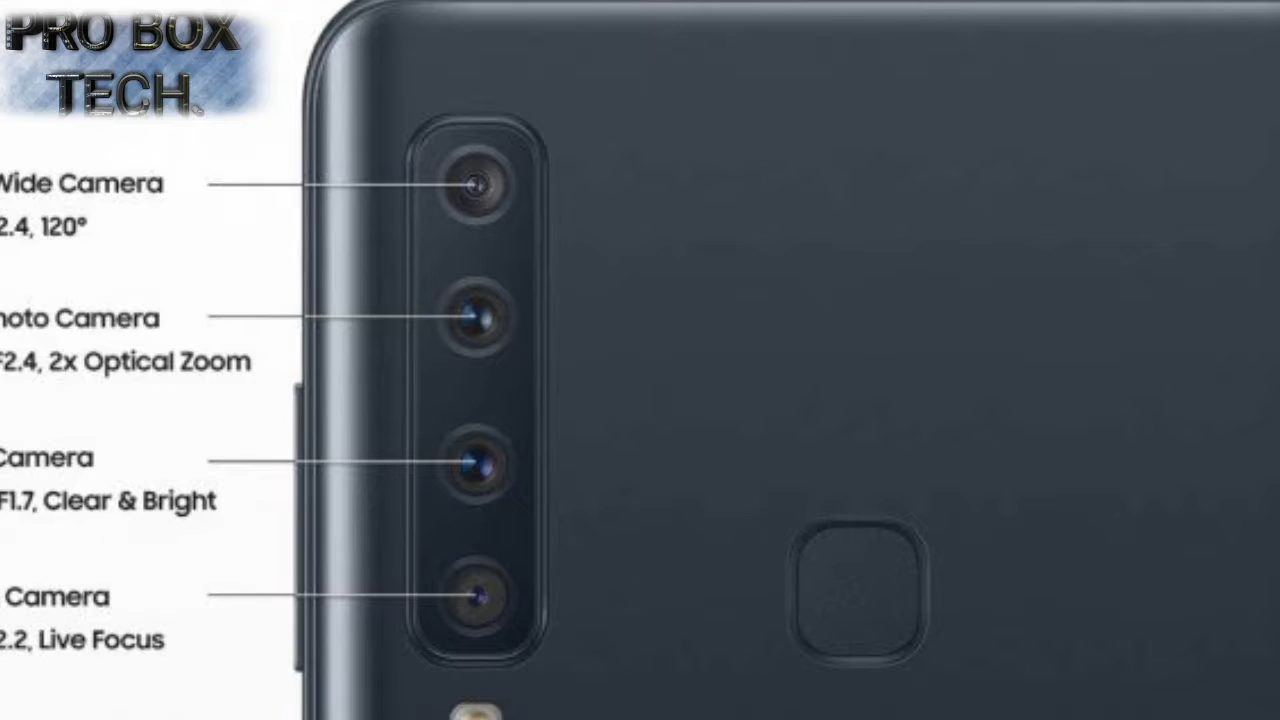 PRO BOX
TECH.
Wide Camera
2.4, 120°
hoto Camera
F2.4, 2x Optical Zoom
Camera
F1.7, Clear & Bright
Camera
2.2, Live Focus